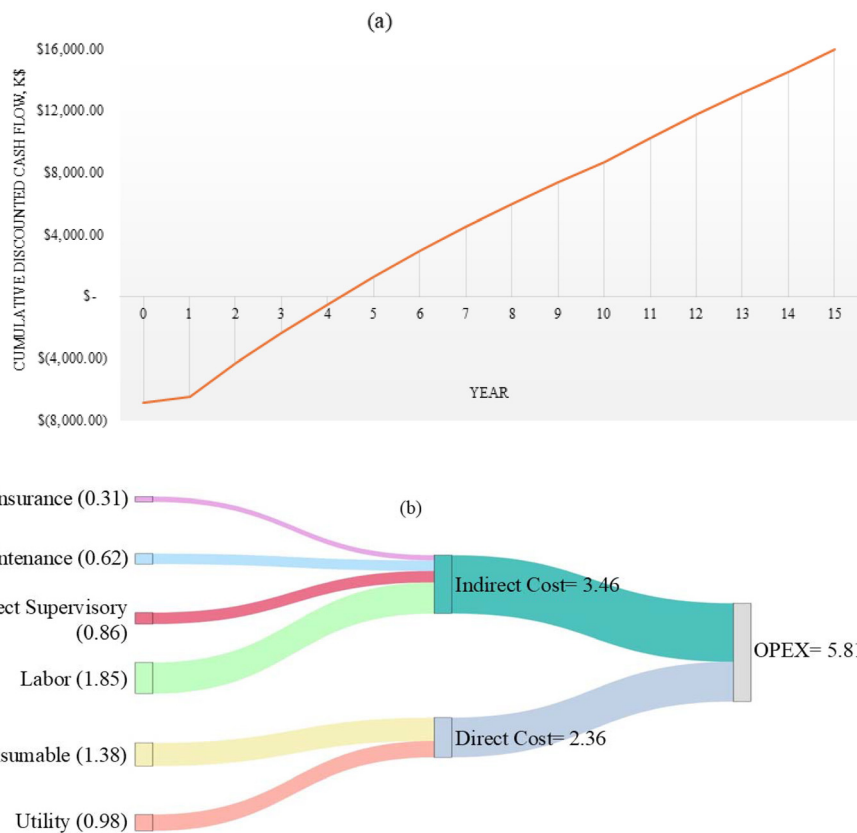 (a)
CUMULATIVE DISCOUNTED CASH FLOW, K$
$16,000.00
$12,000.00
$8,000.00
$4,000.00
$-
$(4,000.00)
$(8,000.00)
0 1 2 3 4 5 6 7 8 9 10 11 12 13 14 15
YEAR
(b)
nsurance (0.31)
ntenance (0.62)
ect Supervisory
(0.86)
Labor (1.85)
sumable (1.38)
Utility (0.98)
Indirect Cost= 3.46
Direct Cost= 2.36
OPEX= 5.81